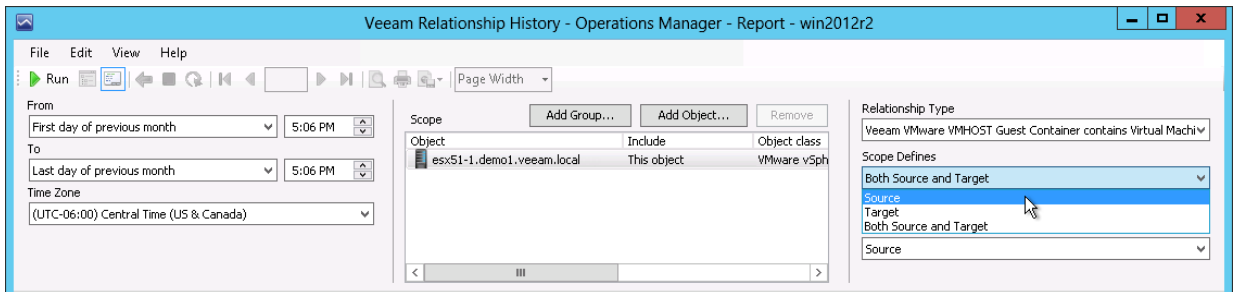 Veeam Relationship History - Operations Manager - Report - win2012r2
File Edit View Help
Run Page Width
From
First day of previous month 5:06 PM
To
Last day of previous month 5:06 PM
Time Zone
(UTC-06:00) Central Time (US & Canada)
Scope Add Group... Add Object... Remove
Object Include Object class
esx51-1.demo1.veeam.local This object VMware vSph
Relationship Type
Veeam VMware VMHOST Guest Container contains Virtual Machi
Scope Defines
Both Source and Target
Source
Target
Both Source and Target
Source